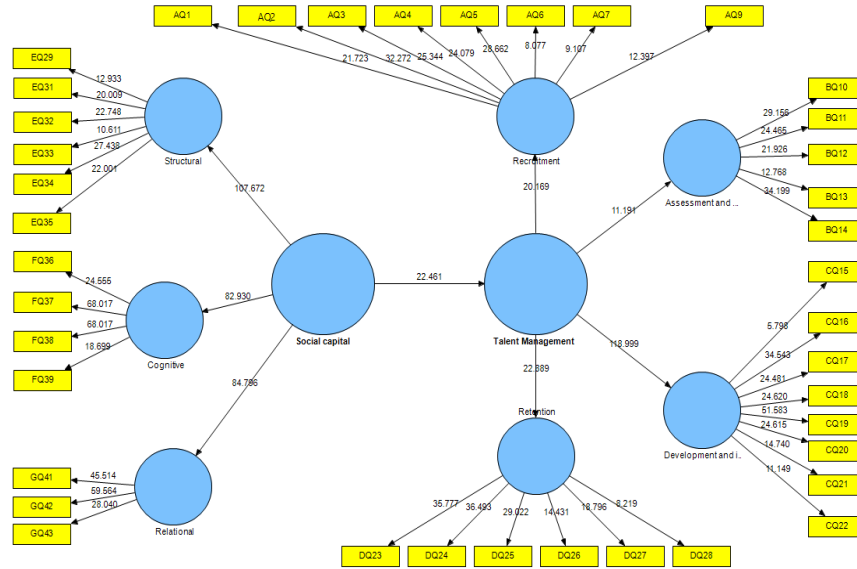 AQ1
AQ2
AQ3
AQ4
AQ5
AQ6
AQ7
AQ9
21.723
32.272
25.344
24.079
28.662
8.077
9.107
12.397
Recruitment
EQ29
EQ31
EQ32
EQ33
EQ34
EQ35
12.933
20.009
22.748
10.611
27.438
22.001
Structural
BQ10
BQ11
BQ12
BQ13
BQ14
29.156
24.465
21.926
12.768
34.199
Assessment and ...
107.672
20.169
11.191
FQ36
FQ37
FQ38
FQ39
24.555
68.017
68.017
18.699
Cognitive
82.930
Social capital
22.461
Talent Management
84.796
22.889
118.999
CQ15
CQ16
CQ17
CQ18
CQ19
CQ20
CQ21
CQ22
5.798
34.543
24.481
24.620
51.583
24.615
14.740
11.149
Development and i..
GQ41
GQ42
GQ43
45.514
59.564
28.040
Relational
Retention
35.777
36.493
29.022
14.431
18.796
8.219
DQ23
DQ24
DQ25
DQ26
DQ27
DQ28